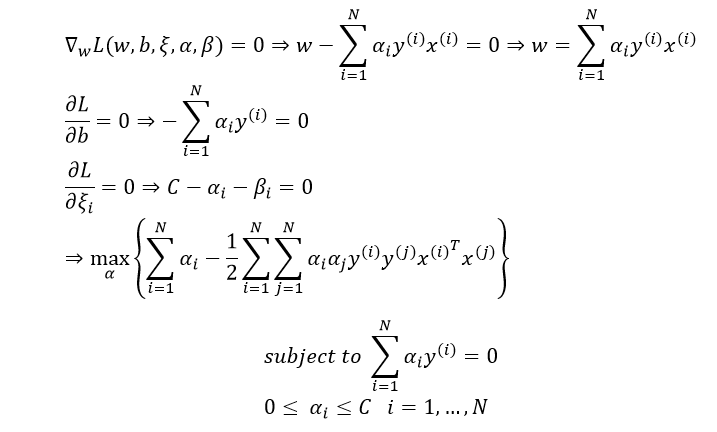 ∇_w L(w, b, ξ, α, β) = 0 ⇒ w − ∑_{i=1}^{N} α_i y^{(i)} x^{(i)} = 0 ⇒ w = ∑_{i=1}^{N} α_i y^{(i)} x^{(i)}
∂L/∂b = 0 ⇒ − ∑_{i=1}^{N} α_i y^{(i)} = 0
∂L/∂ξ_i = 0 ⇒ C − α_i − β_i = 0
⇒ max_α {∑_{i=1}^{N} α_i − 1/2 ∑_{i=1}^{N} ∑_{j=1}^{N} α_i α_j y^{(i)} y^{(j)} x^{(i)^T} x^{(j)}}
subject to ∑_{i=1}^{N} α_i y^{(i)} = 0
0 ≤ α_i ≤ C i = 1, … , N